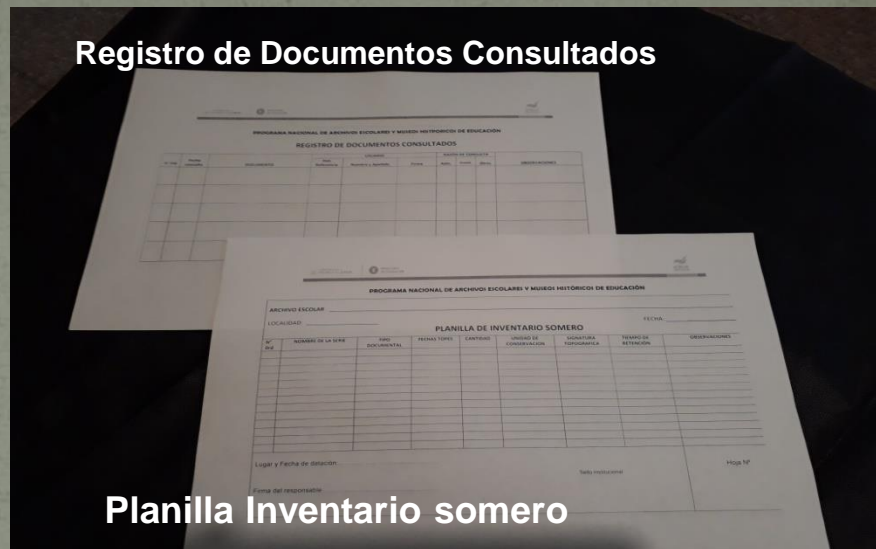 Registro de Documentos Consultados
PROGRAMA NACIONAL DE ARCHIVOS ESCOLARES Y MUSEOS HISTÓRICOS DE EDUCACIÓN
REGISTRO DE DOCUMENTOS CONSULTADOS
DOCUMENTOS
OBSERVACIONES
PROGRAMA NACIONAL DE ARCHIVOS ESCOLARES Y MUSEOS HISTÓRICOS DE EDUCACIÓN
ARCHIVO ESCOLAR
LOCALIDAD FECHA
PLANILLA DE INVENTARIO SOMERO
NOMBRE DE LA SERIE TIPO DOCUMENTAL FECHAS TOPES CANTIDAD UNIDAD DE CONSERVACIÓN SIGNATURA TOPOGRÁFICA TIEMPO DE RETENCIÓN OBSERVACIONES
Lugar y Fecha de
Sello Institucional
Hoja Nº
Firma del responsable
Planilla Inventario somero